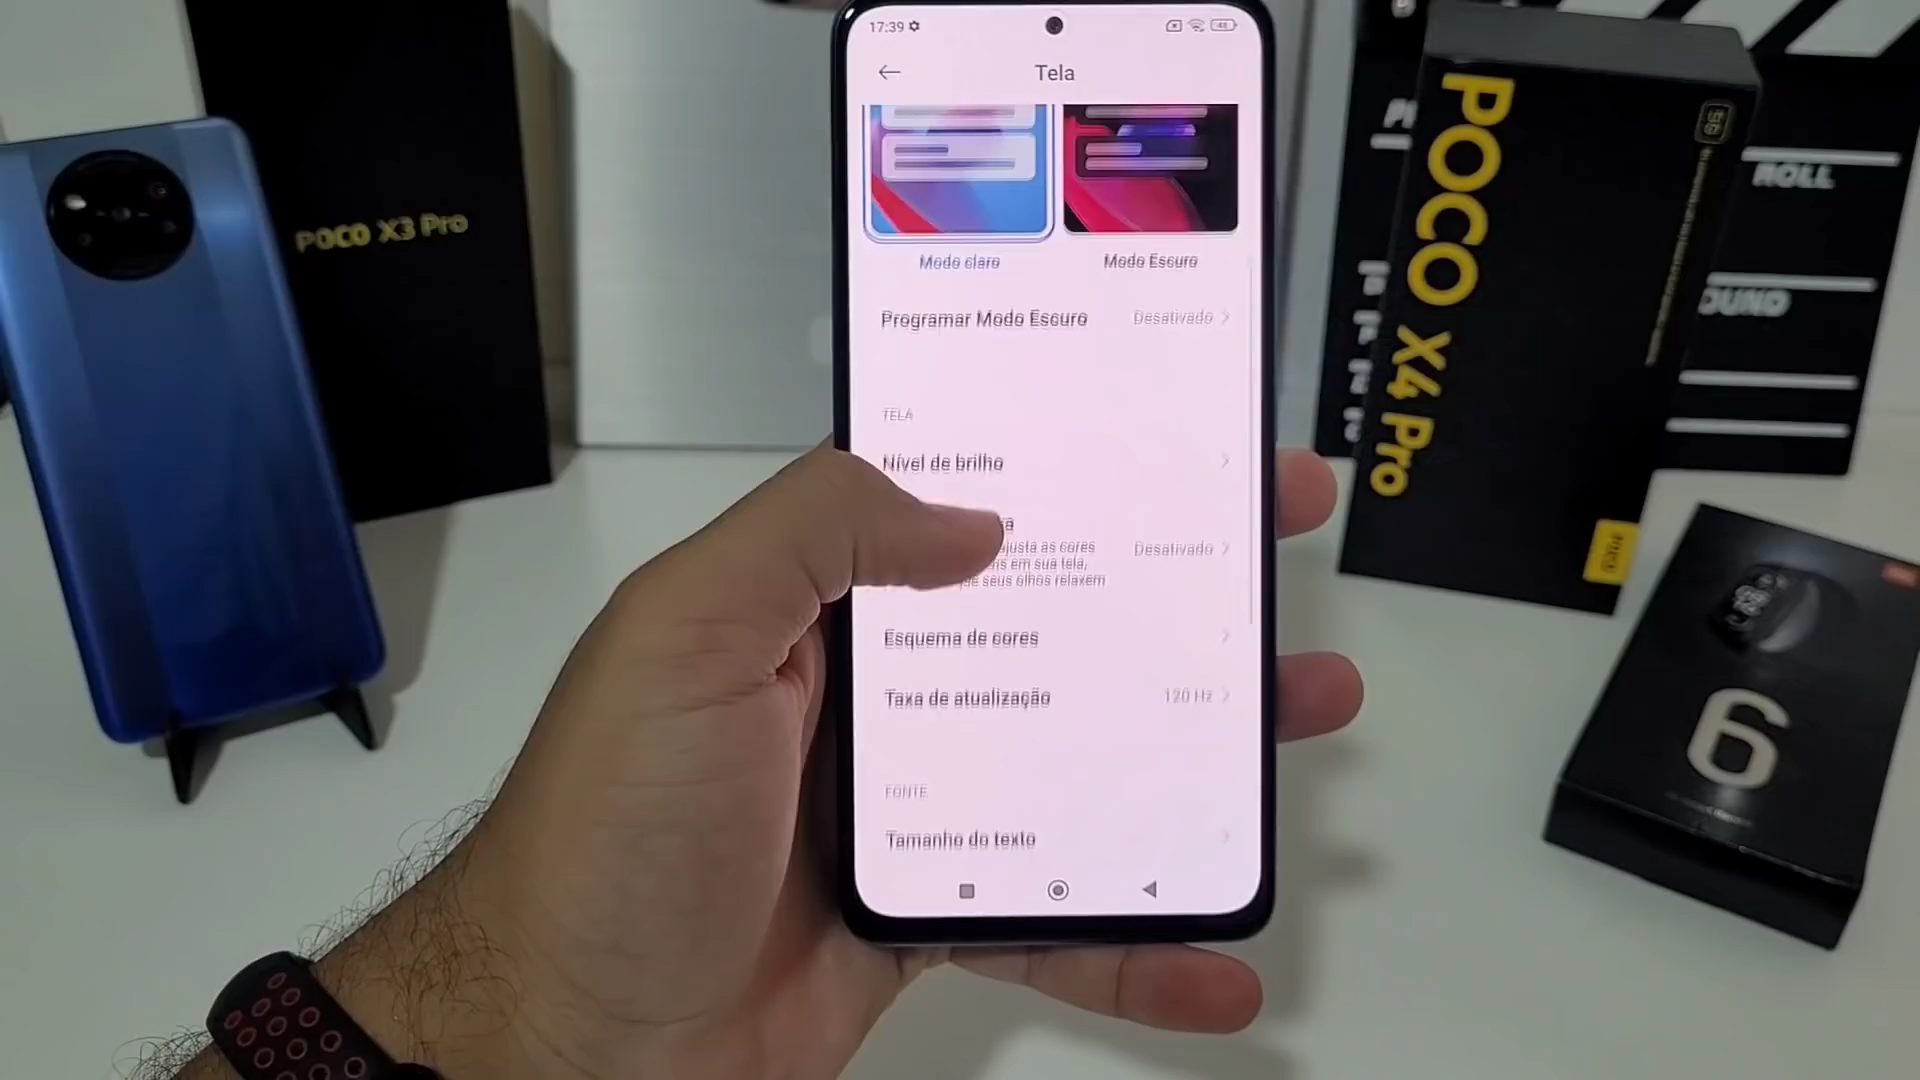 17:39
Tela
Modo claro
Modo Escuro
Programar Modo Escuro
Desativado
TELA
Nível de brilho
ajusta as cores
em sua tela,
seus olhos relaxem
Desativado
Esquema de cores
Taxa de atualização
120 Hz
FONTE
Tamanho do texto
POCO X3 Pro
POCO X4 Pro
5G
POCO
ROLL
6